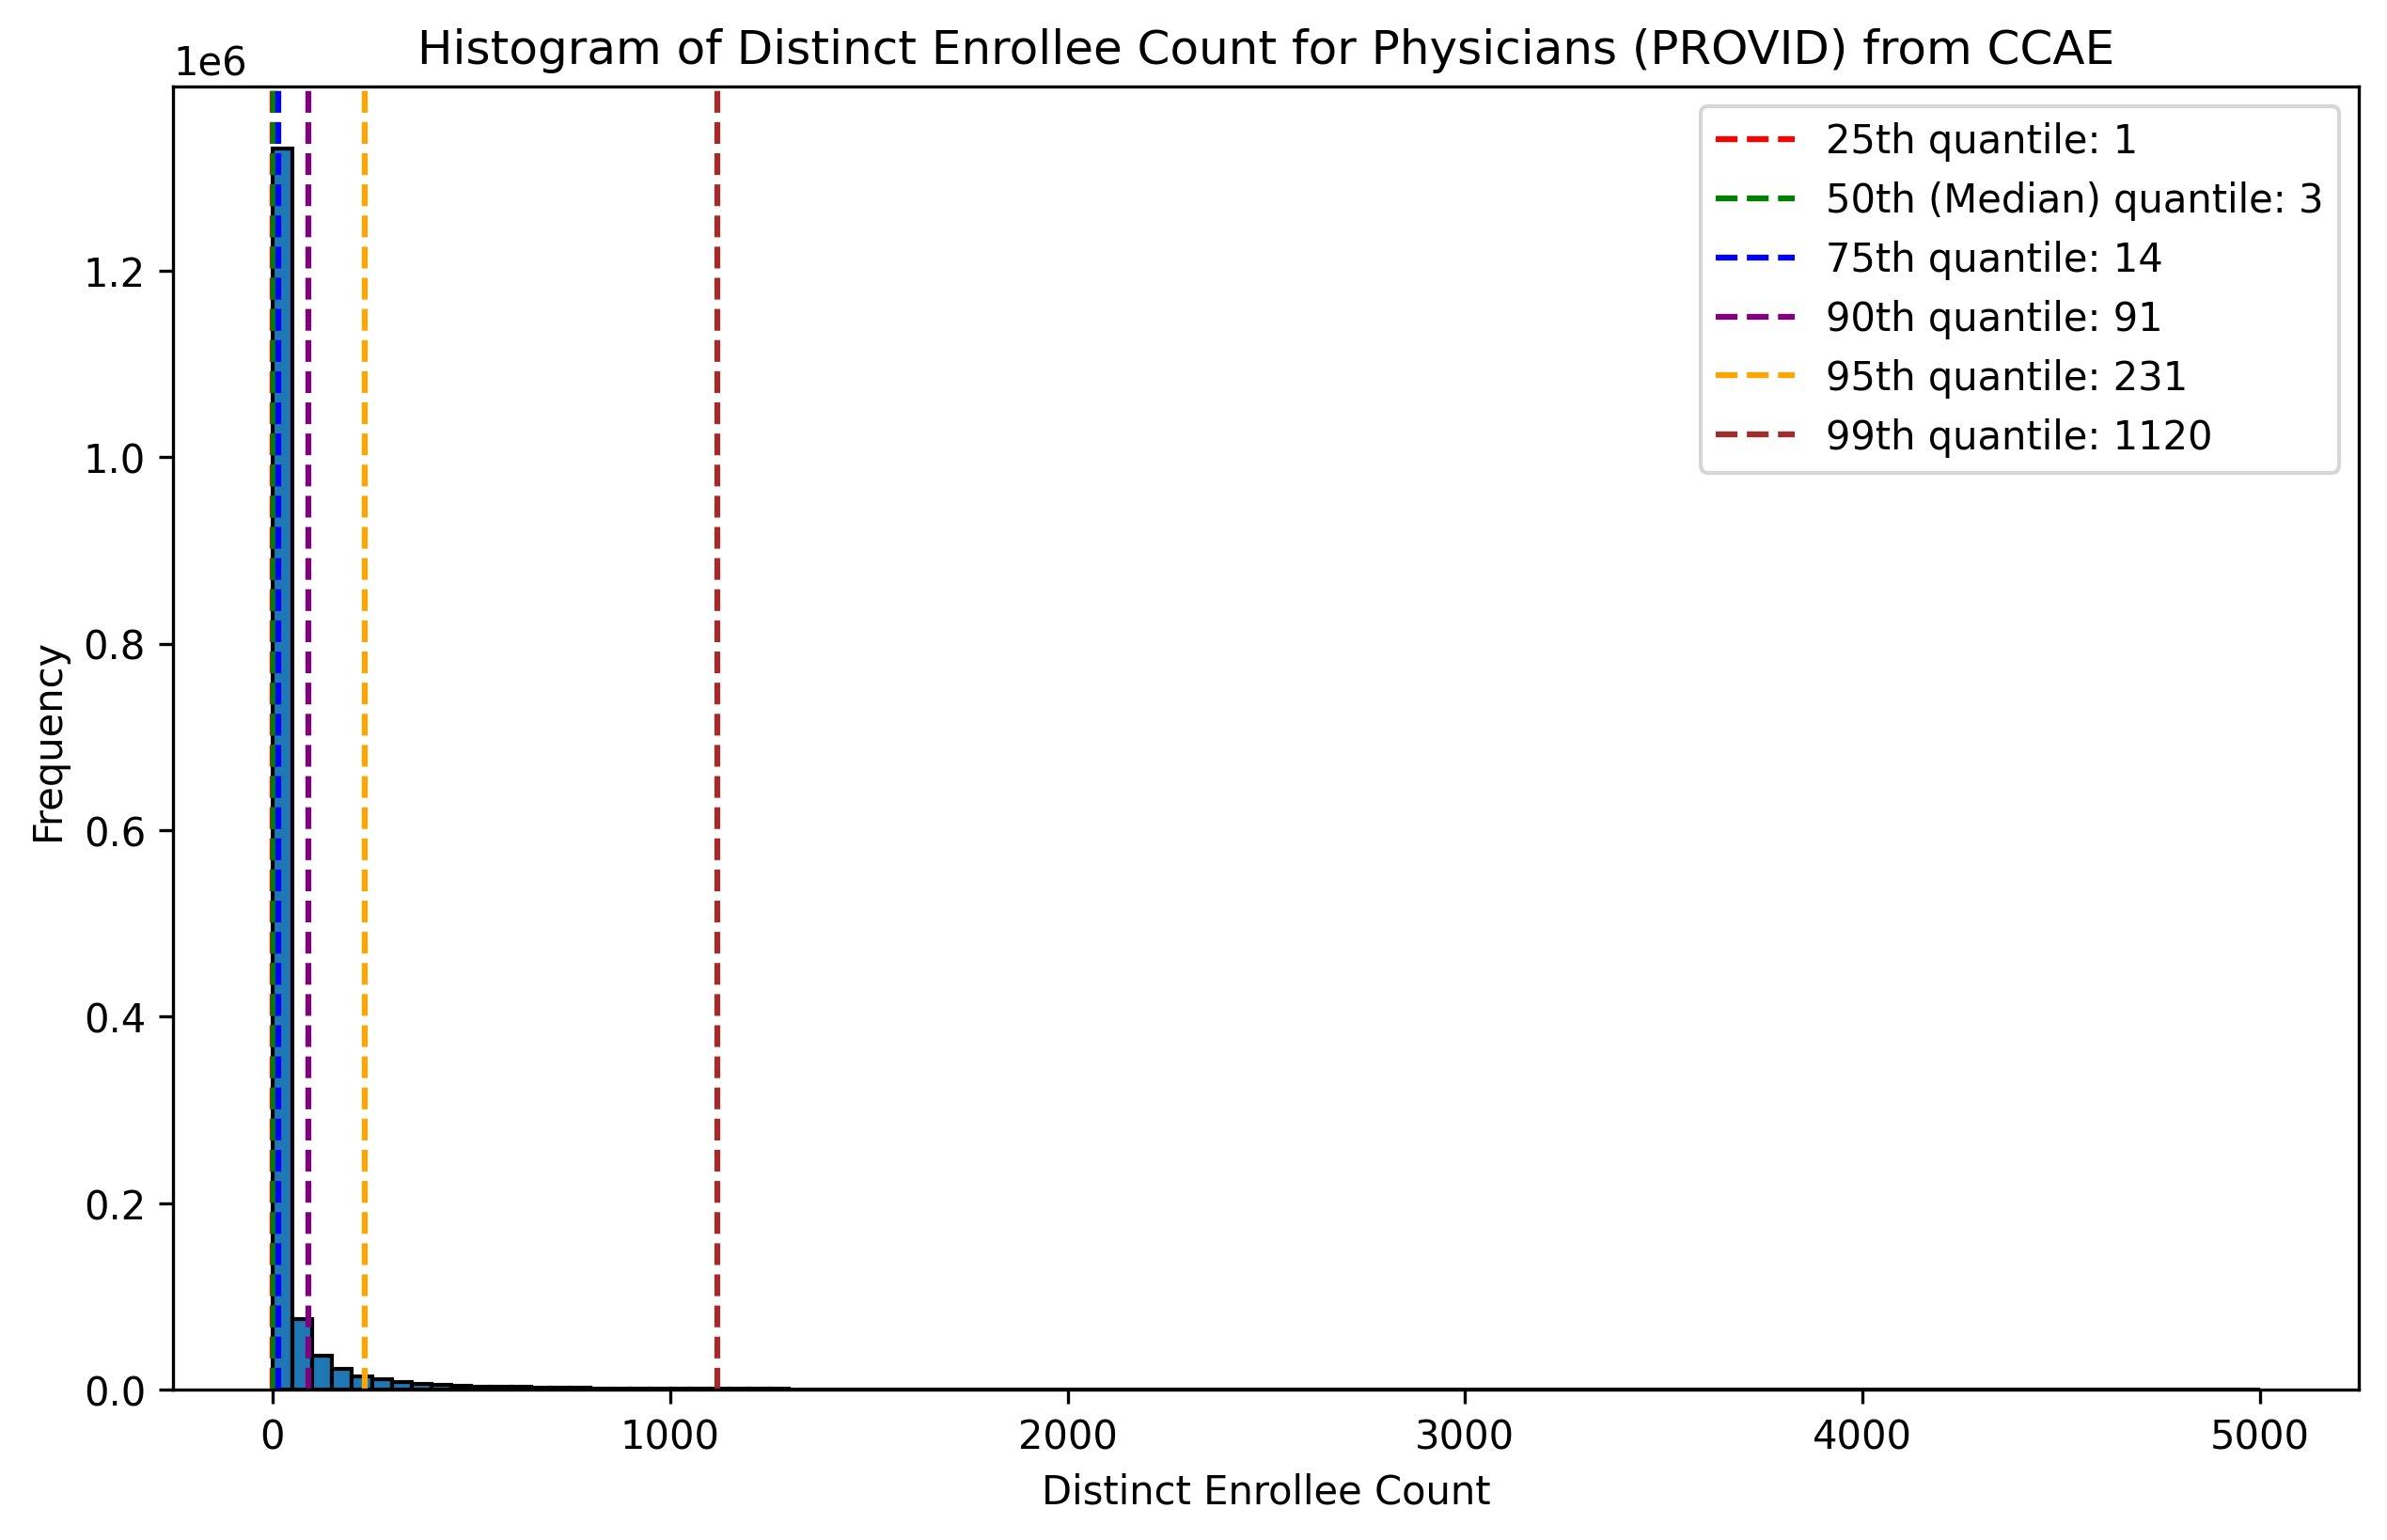 Histogram of Distinct Enrollee Count for Physicians (PROVID) from CCAE
1e6
25th quantile: 1
50th (Median) quantile: 3
75th quantile: 14
90th quantile: 91
95th quantile: 231
99th quantile: 1120
1.2
1.0
0.8
0.6
0.4
0.2
0.0
Frequency
0 1000 2000 3000 4000 5000
Distinct Enrollee Count